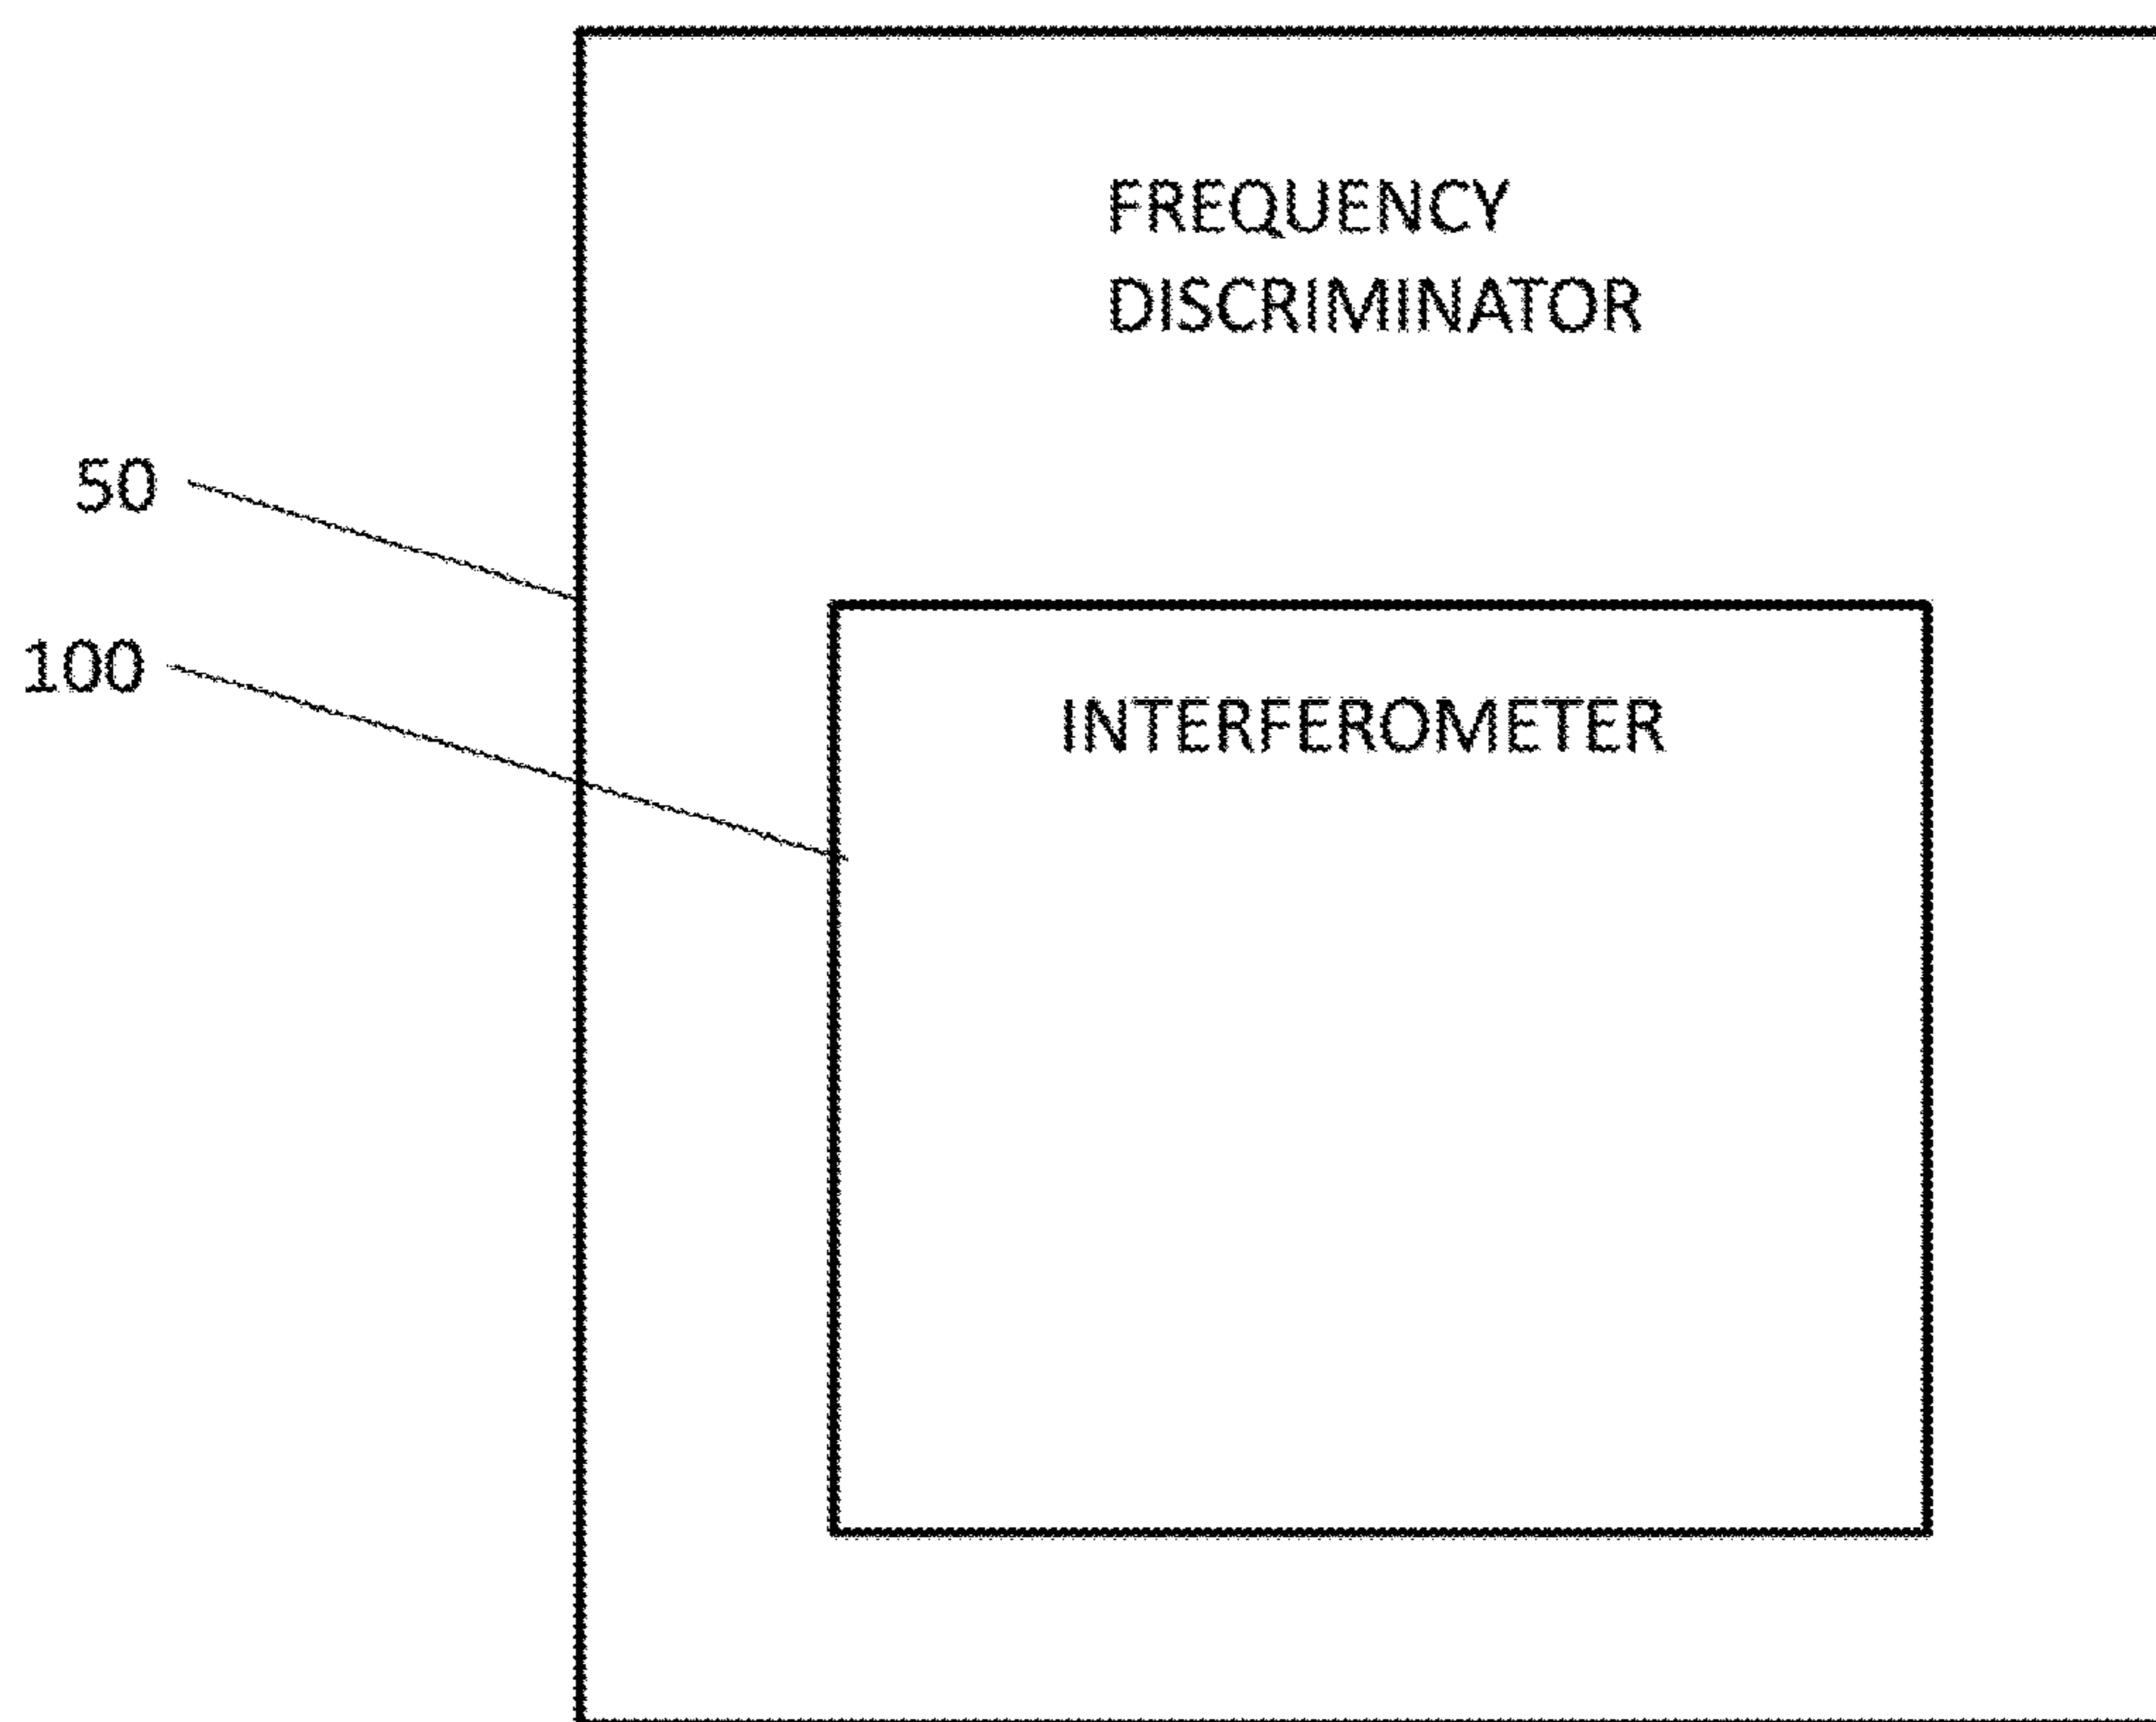 FREQUENCY
DISCRIMINATOR
50
100
INTERFEROMETER